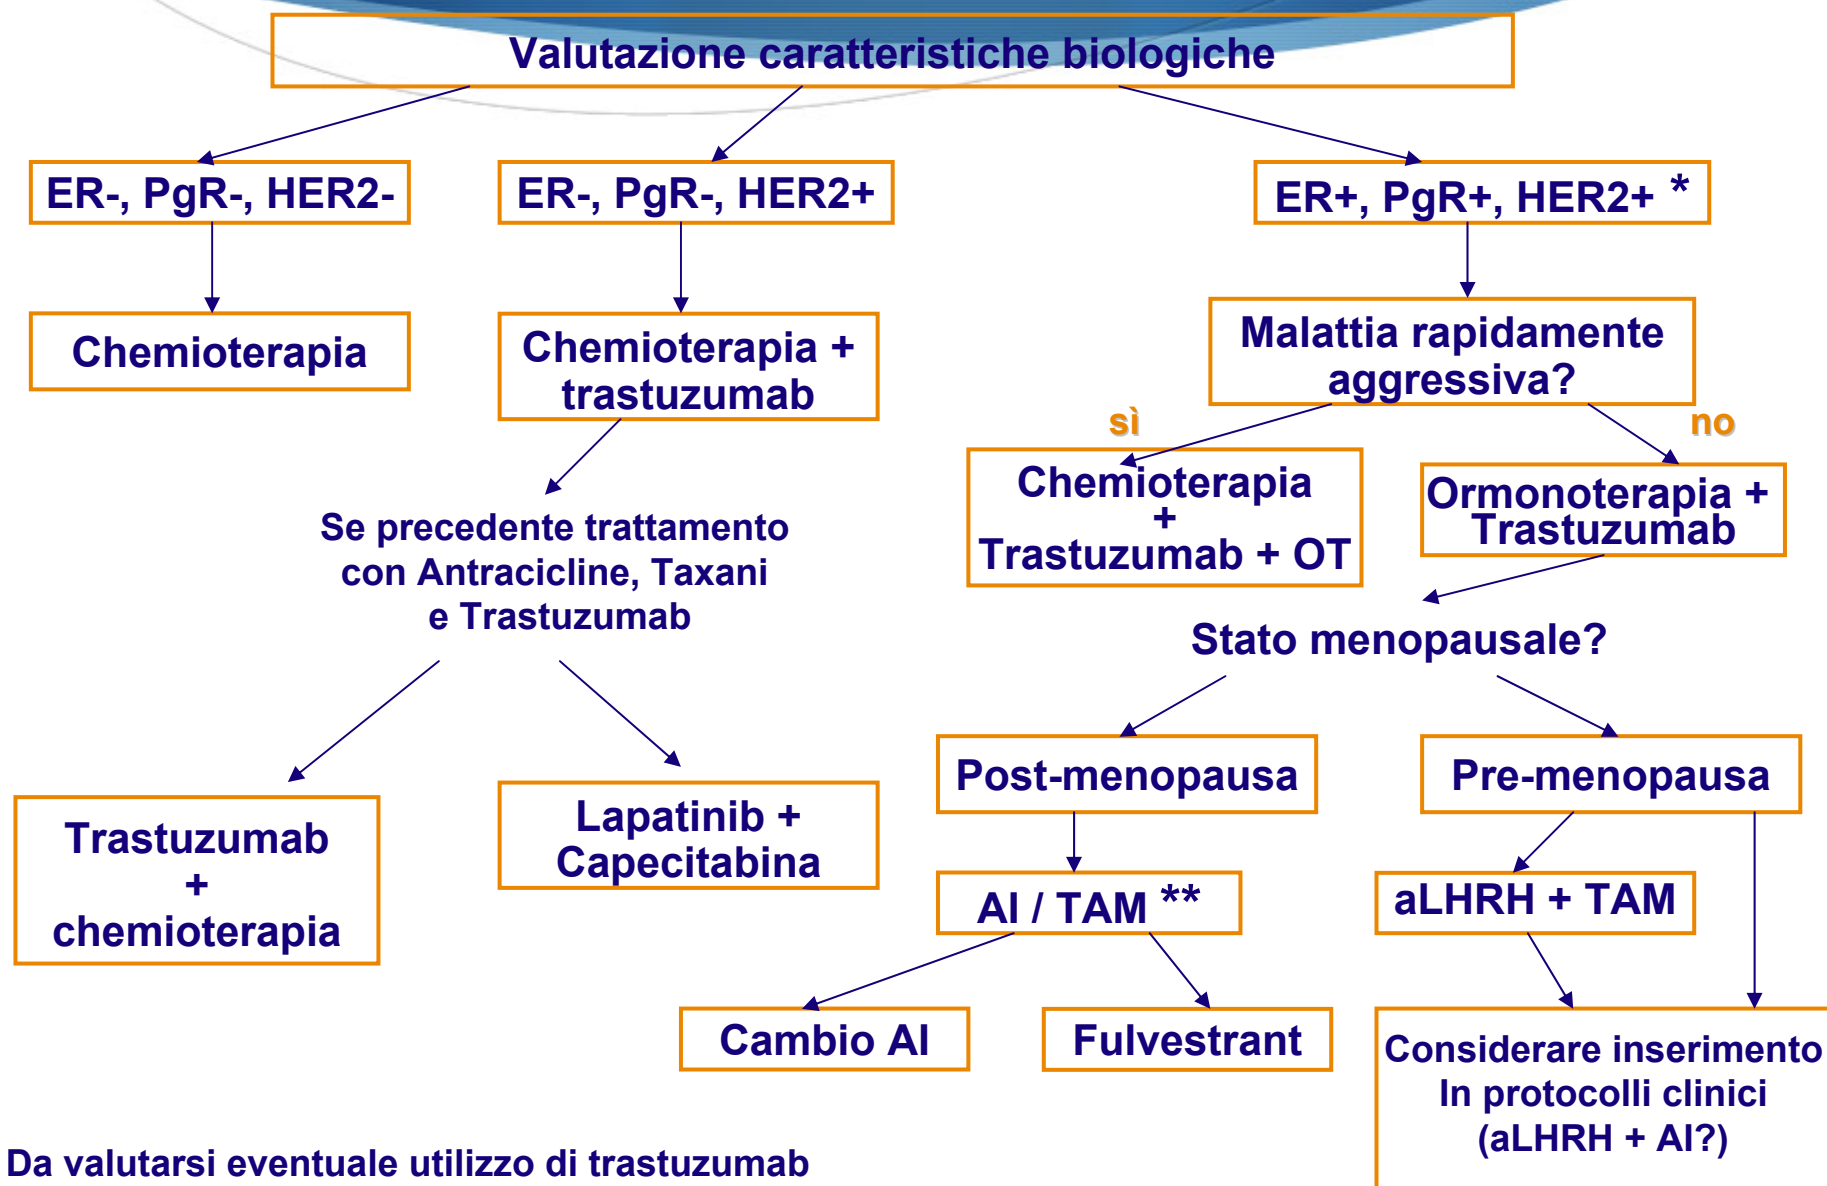 Valutazione caratteristiche biologiche
ER-, PgR-, HER2-
ER-, PgR-, HER2+
ER+, PgR+, HER2+ *
Chemioterapia
Chemioterapia +
trastuzumab
Malattia rapidamente
aggressiva?
sì
no
Chemioterapia
+
Trastuzumab + OT
Ormonoterapia +
Trastuzumab
Se precedente trattamento
con Antracicline, Taxani
e Trastuzumab
Stato menopausale?
Trastuzumab
+
chemioterapia
Lapatinib +
Capecitabina
Post-menopausa
Pre-menopausa
AI / TAM **
aLHRH + TAM
Cambio AI
Fulvestrant
Considerare inserimento
In protocolli clinici
(aLHRH + AI?)
Da valutarsi eventuale utilizzo di trastuzumab